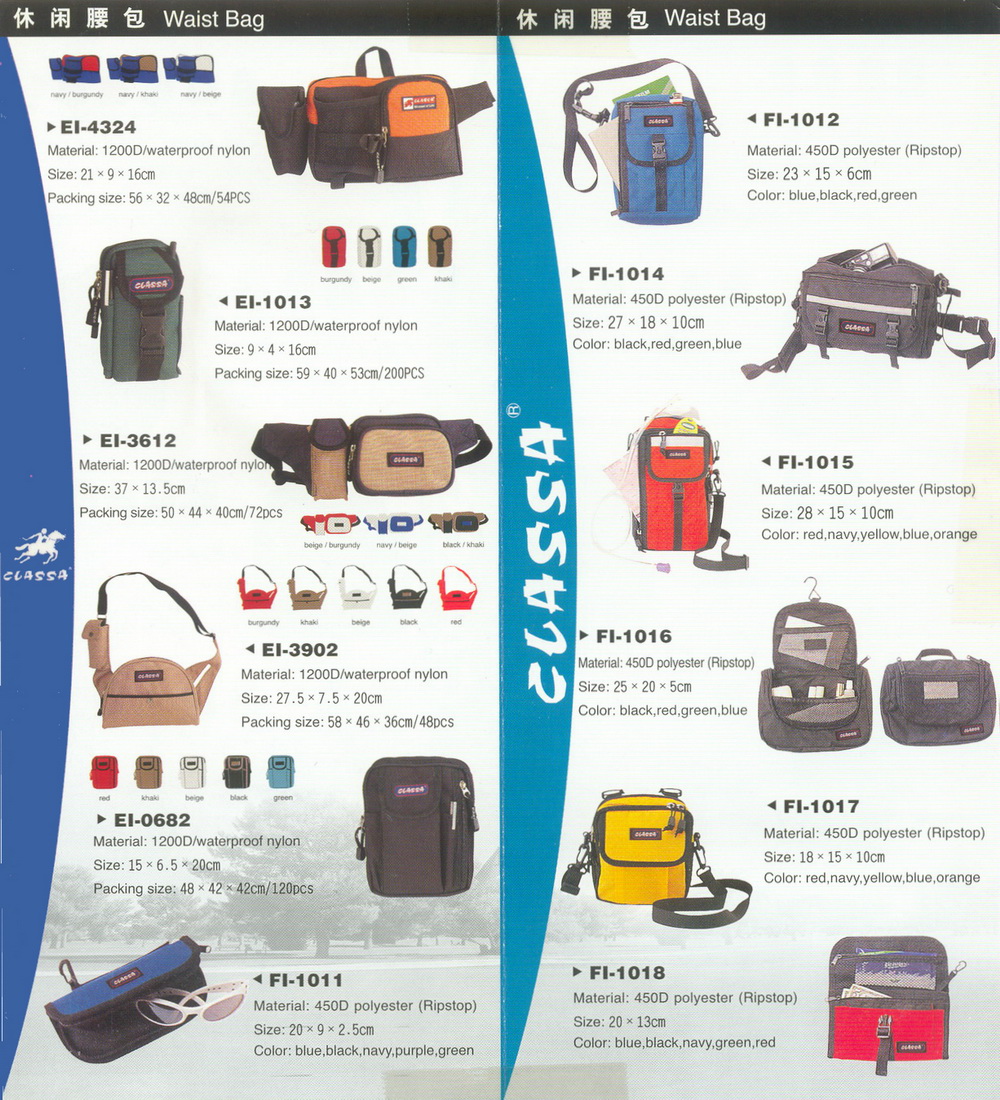 休闲腰包 Waist Bag
navy / burgundy
navy / khaki
navy / beige
EI-4324
Material: 1200D/waterproof nylon
Size: 21 × 9 × 16cm
Packing size: 56 × 32 × 48cm/54PCS
burgundy
beige
green
khaki
CLASSA
EI-1013
Material: 1200D/waterproof nylon
Size: 9 × 4 × 16cm
Packing size: 59 × 40 × 53cm/200PCS
EI-3612
Material: 1200D/waterproof nylon
Size: 37 × 13.5cm
Packing size: 50 × 44 × 40cm/72pcs
CLASSA
beige / burgundy
navy / beige
black / khaki
CLASSA
burgundy
khaki
beige
black
red
EI-3902
Material: 1200D/waterproof nylon
Size: 27.5 × 7.5 × 20cm
Packing size: 58 × 46 × 36cm/48pcs
CLASSA
red
khaki
beige
black
green
EI-0682
Material: 1200D/waterproof nylon
Size: 15 × 6.5 × 20cm
Packing size: 48 × 42 × 42cm/120pcs
CLASSA
CLASSA
FI-1011
Material: 450D polyester (Ripstop)
Size: 20 × 9 × 2.5cm
Color: blue,black,navy,purple,green
休闲腰包 Waist Bag
CLASSA
FI-1012
Material: 450D polyester (Ripstop)
Size: 23 × 15 × 6cm
Color: blue,black,red,green
FI-1014
Material: 450D polyester (Ripstop)
Size: 27 × 18 × 10cm
Color: black,red,green,blue
CLASSA
CLASSA®
CLASSA
FI-1015
Material: 450D polyester (Ripstop)
Size: 28 × 15 × 10cm
Color: red,navy,yellow,blue,orange
FI-1016
Material: 450D polyester (Ripstop)
Size: 25 × 20 × 5cm
Color: black,red,green,blue
CLASSA
CLASSA
CLASSA
FI-1017
Material: 450D polyester (Ripstop)
Size: 18 × 15 × 10cm
Color: red,navy,yellow,blue,orange
FI-1018
Material: 450D polyester (Ripstop)
Size: 20 × 13cm
Color: blue,black,navy,green,red
CLASSA